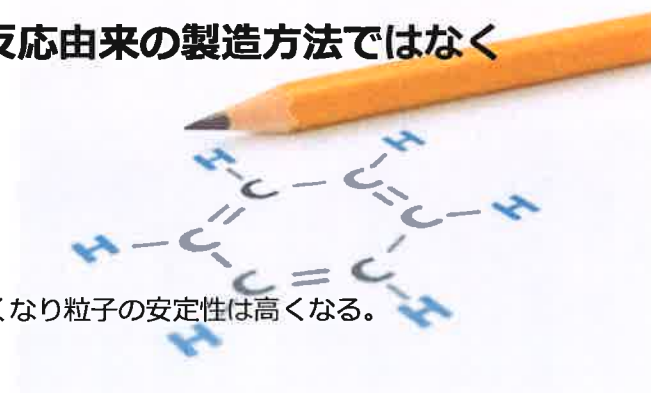 反応由来の製造方法ではなく
H H
C C
C H
H C
C C
くなり粒子の安定性は高くなる。
H H